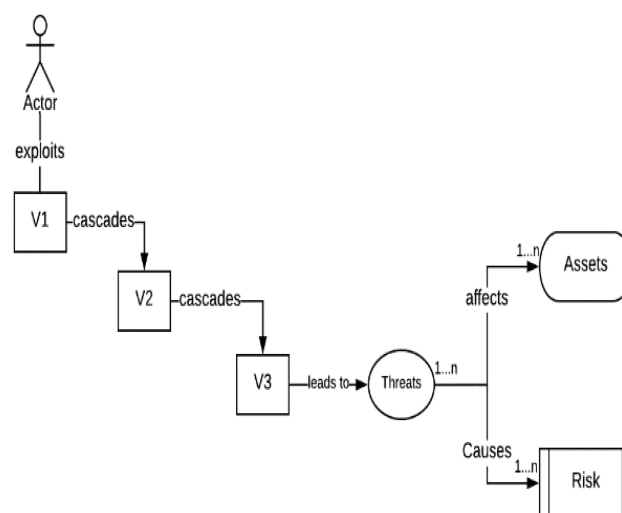 Actor
exploits
V1
cascades
V2
cascades
V3
leads to
Threats
1...n
affects
1...n
Assets
Causes
1...n
Risk